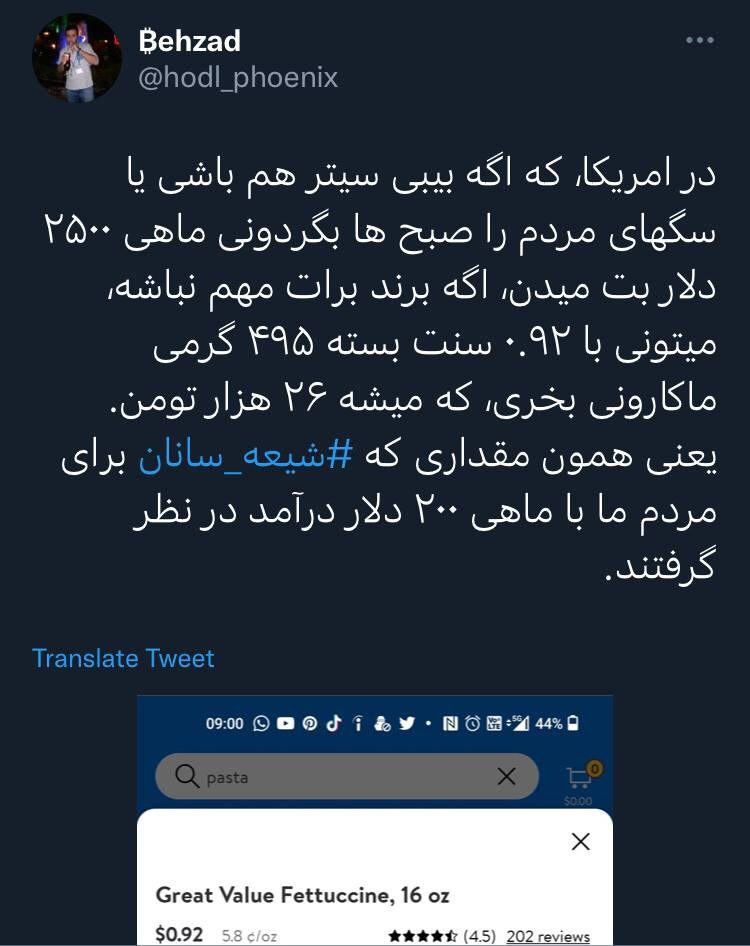 ₿ehzad
@hodl_phoenix
در امریکا، که اگه بیبی سیتر هم باشی یا
سگهای مردم را صبح ها بگردونی ماهی ۲۵۰۰
دلار بت میدن، اگه برند برات مهم نباشه،
میتونی با ۰.۹۲ سنت بسته ۴۹۵ گرمی
ماکارونی بخری، که میشه ۲۶ هزار تومن.
یعنی همون مقداری که #شیعه_سانان برای
مردم ما با ماهی ۲۰۰ دلار درآمد در نظر
گرفتند.
Translate Tweet
09:00 5G 44%
pasta
0
$0.00
Great Value Fettuccine, 16 oz
$0.92 5.8 ¢/oz (4.5) 202 reviews